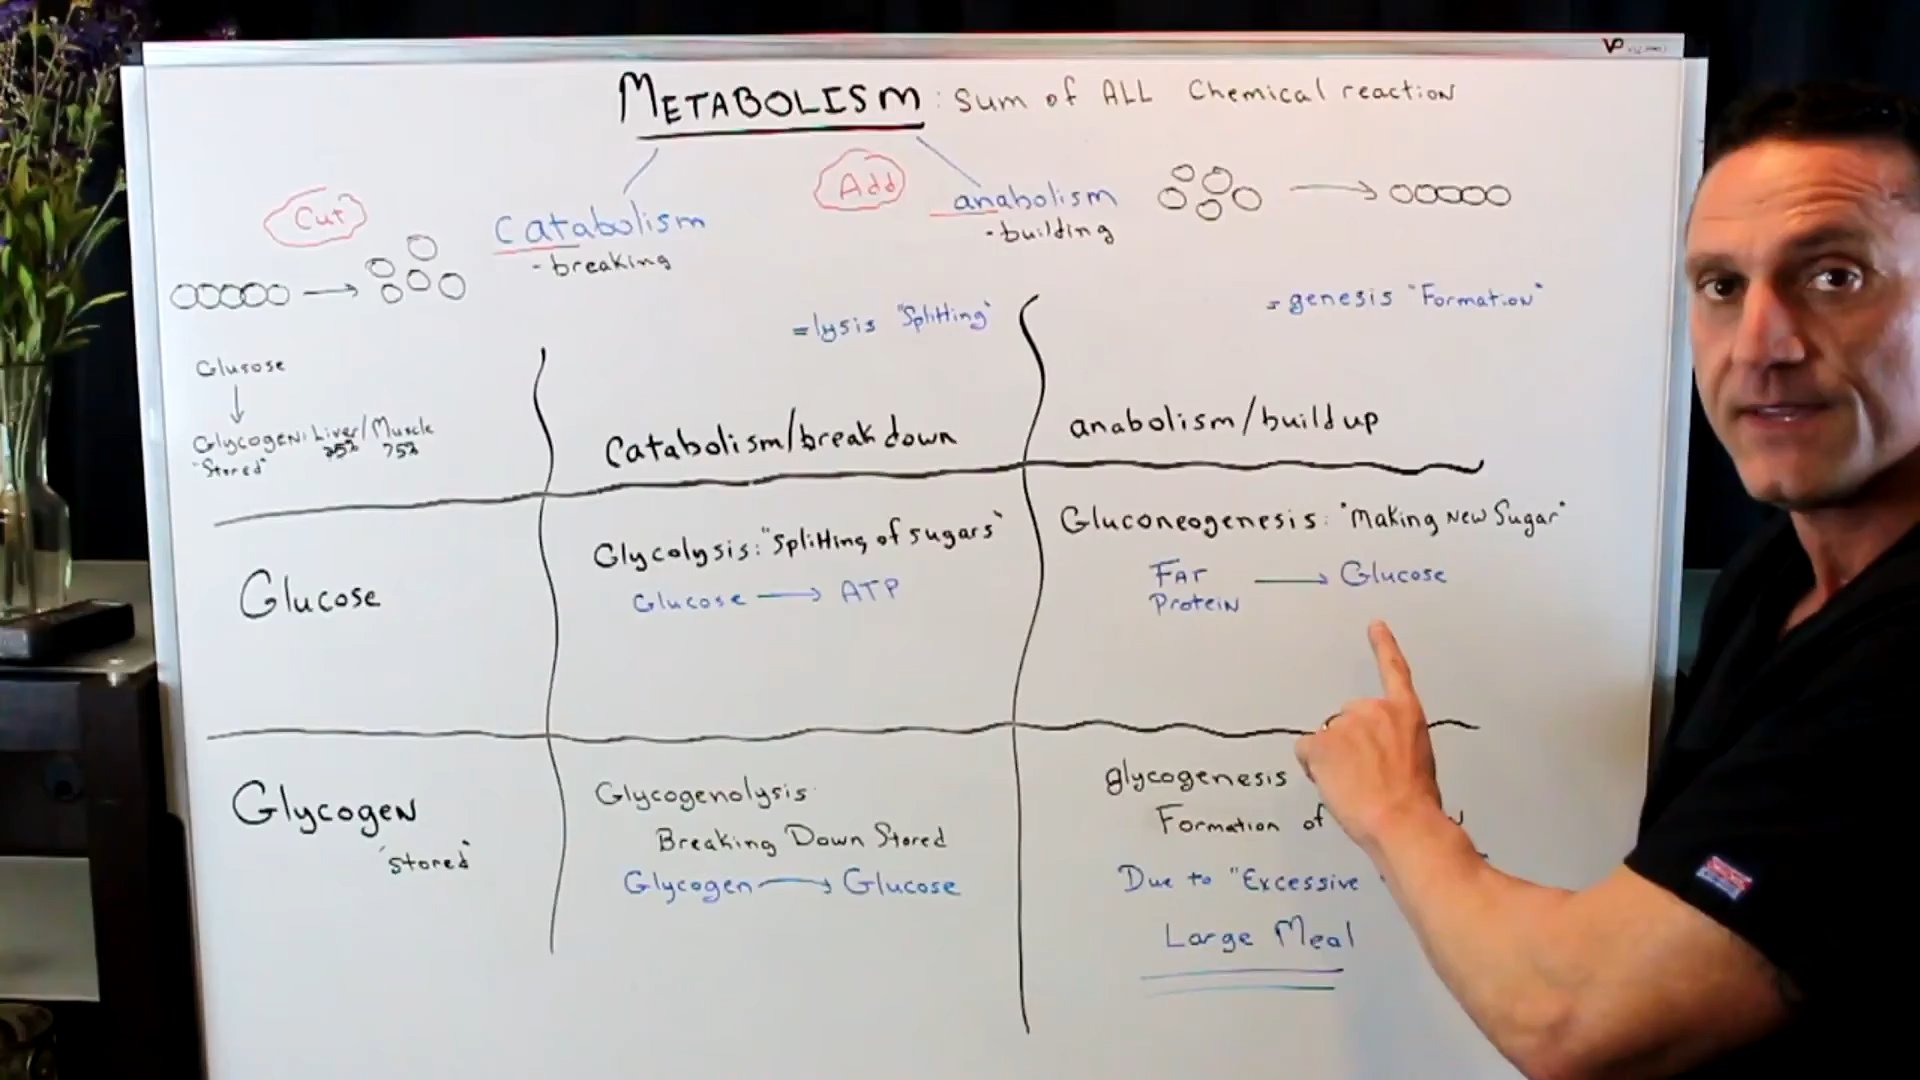 METABOLISM: Sum of ALL Chemical reaction
Cut
Catabolism
- breaking
Add
anabolism
- building
= lysis "Splitting"
= genesis "Formation"
Glucose
Glycogen: Liver/Muscle
25% 75%
"Stored"
Catabolism/break down
anabolism/build up
Glucose
Glycolysis: "Splitting of sugars"
Glucose → ATP
Gluconeogenesis: "Making New Sugar"
Fat → Glucose
Protein
Glycogen
"stored"
Glycogenolysis
Breaking Down Stored
Glycogen → Glucose
glycogenesis
Formation of
Due to "Excessive
Large Meal